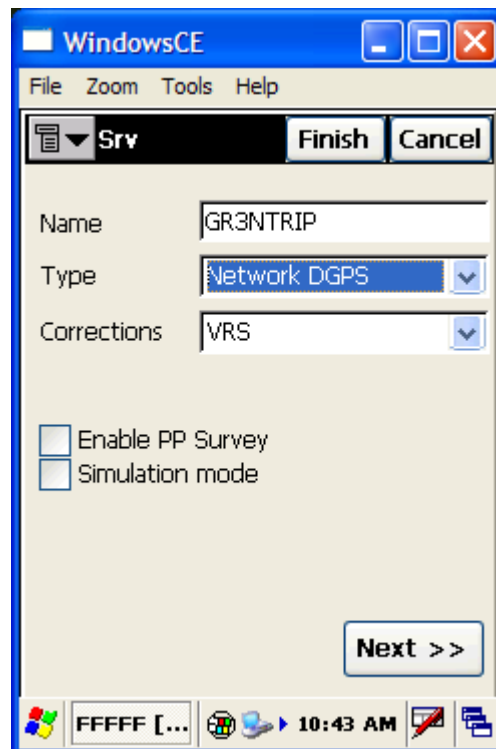 WindowsCE
File Zoom Tools Help
Srv Finish Cancel
Name GR3NTRIP
Type Network DGPS
Corrections VRS
Enable PP Survey
Simulation mode
Next >>
FFFFF [... 10:43 AM